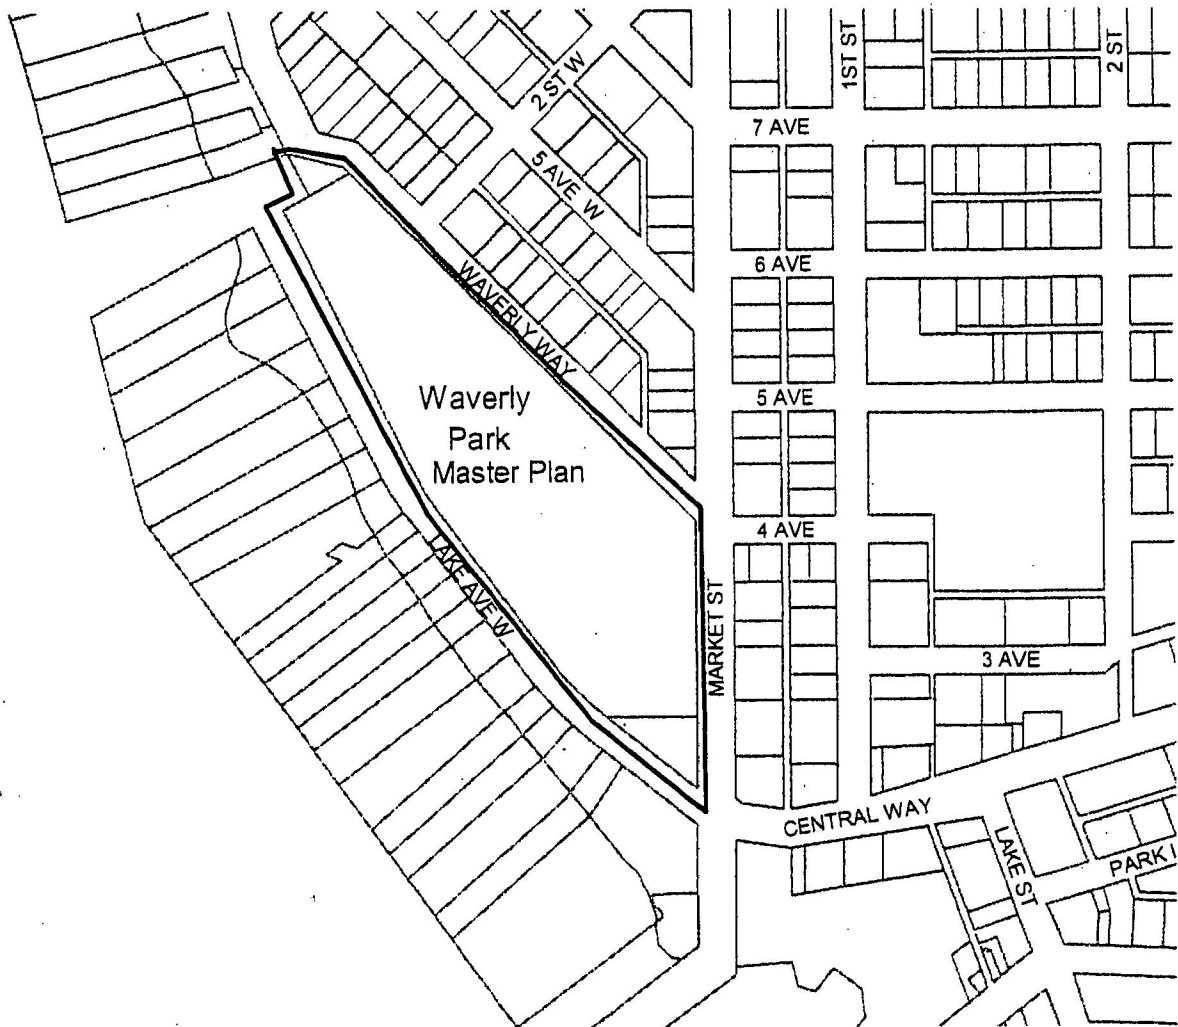 2 ST W
1ST ST
2 ST
7 AVE
5 AVE W
6 AVE
WAVERLY WAY
5 AVE
Waverly
Park
Master Plan
4 AVE
LAKE AVE W
MARKET ST
3 AVE
CENTRAL WAY
LAKE ST
PARK